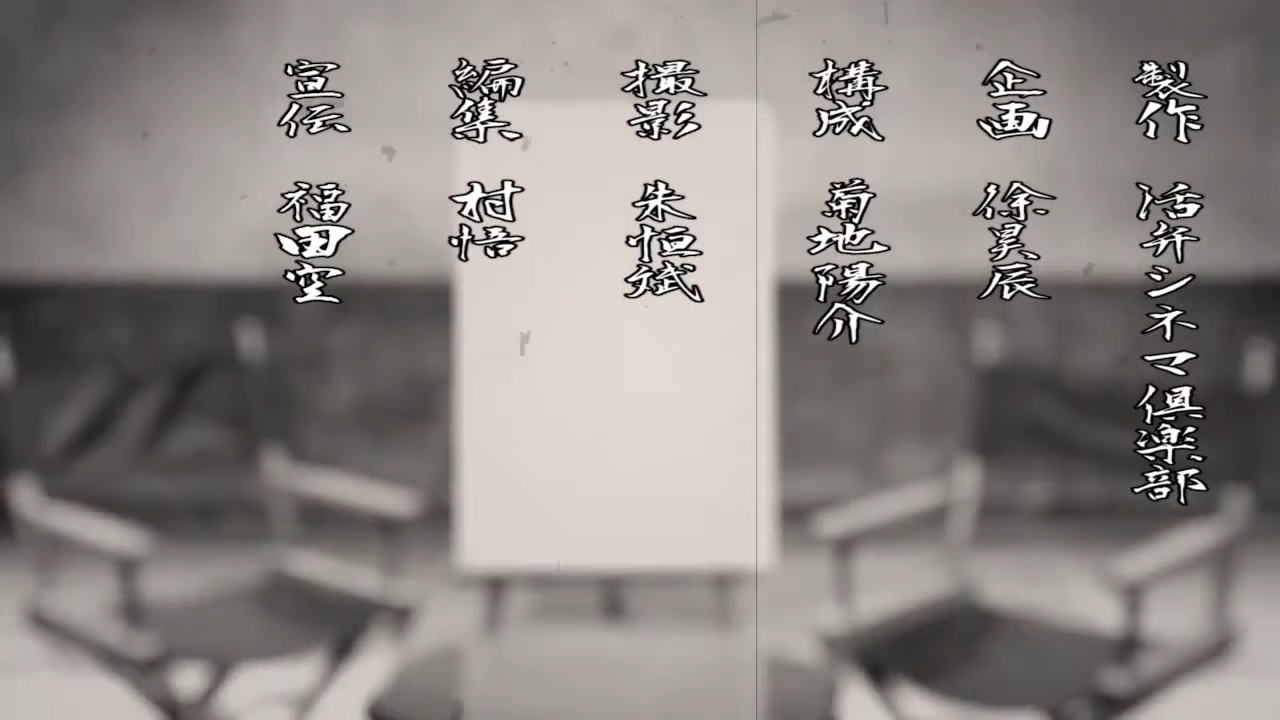 製作 活弁シネマ倶楽部
企画 徐昊辰
構成 菊地陽介
撮影 朱恒斌
編集 村悟
宣伝 福田空